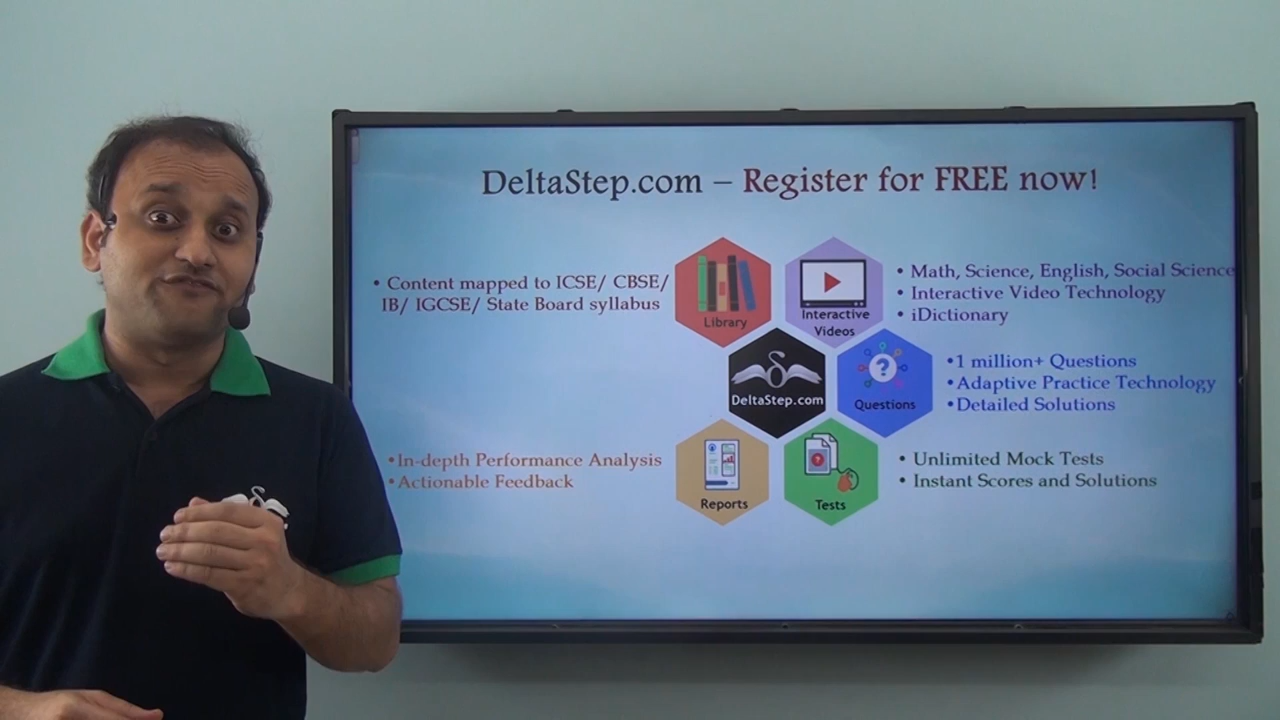 DeltaStep.com – Register for FREE now!
• Content mapped to ICSE/ CBSE/
IB/ IGCSE/ State Board syllabus
Library
Interactive
Videos
• Math, Science, English, Social Science
• Interactive Video Technology
• iDictionary
DeltaStep.com
Questions
•1 million+ Questions
•Adaptive Practice Technology
•Detailed Solutions
•In-depth Performance Analysis
•Actionable Feedback
Reports
Tests
• Unlimited Mock Tests
• Instant Scores and Solutions